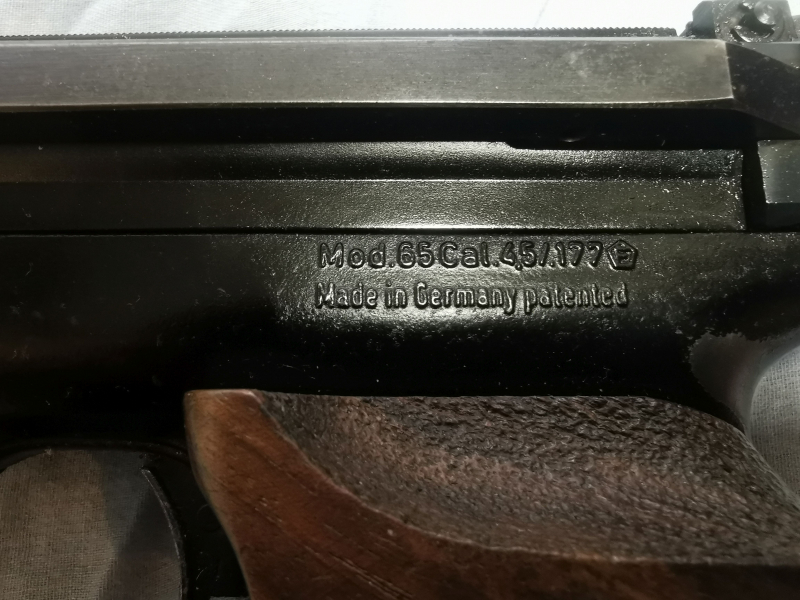 Mod.65 Cal.4,5/.177 F
Made in Germany patented